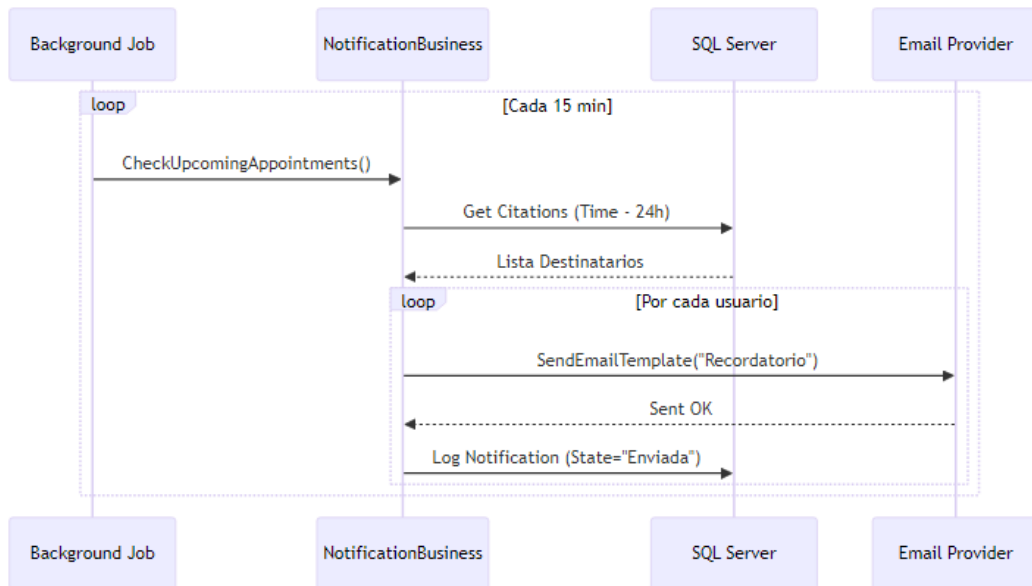 Background Job
NotificationBusiness
SQL Server
Email Provider
loop
[Cada 15 min]
CheckUpcomingAppointments()
Get Citations (Time - 24h)
Lista Destinatarios
loop
[Por cada usuario]
SendEmailTemplate("Recordatorio")
Sent OK
Log Notification (State="Enviada")
Background Job
NotificationBusiness
SQL Server
Email Provider